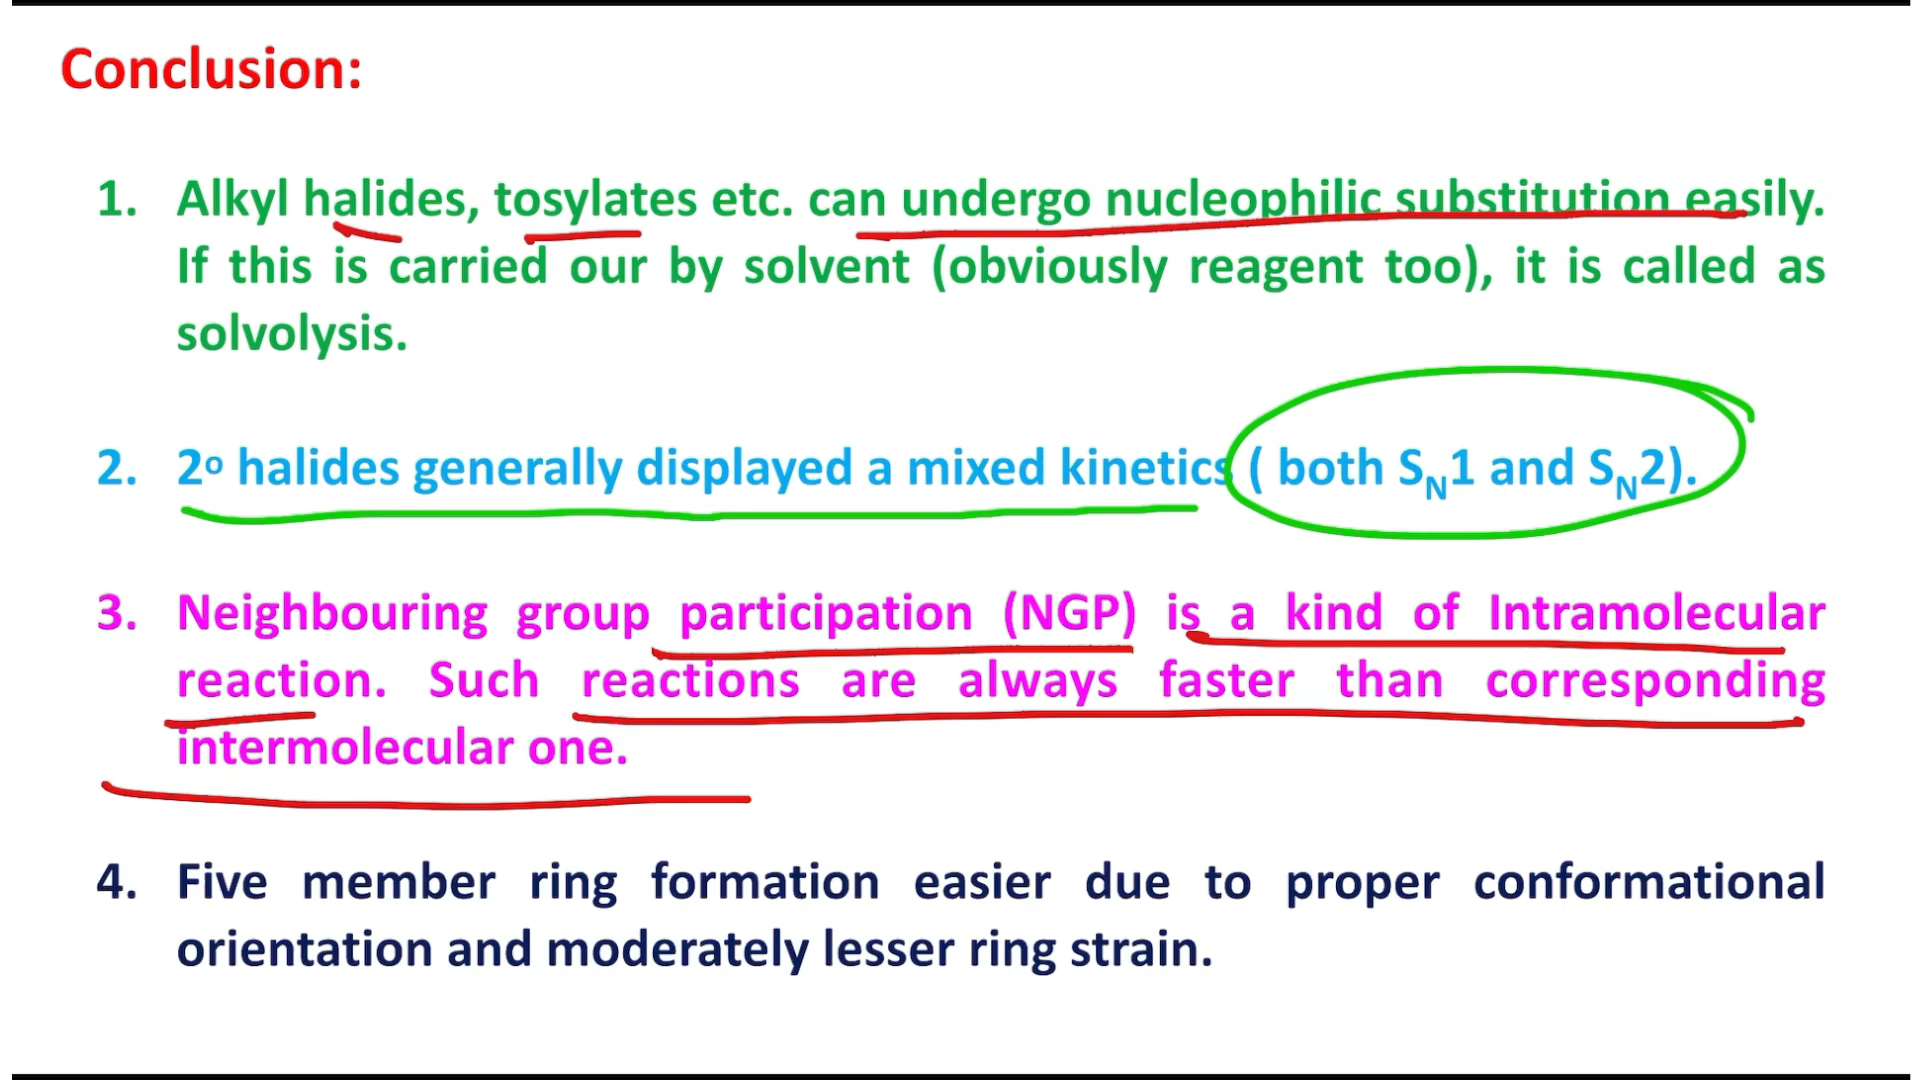 Conclusion:
1. Alkyl halides, tosylates etc. can undergo nucleophilic substitution easily.
If this is carried our by solvent (obviously reagent too), it is called as
solvolysis.
2. 2º halides generally displayed a mixed kinetics ( both SN1 and SN2).
3. Neighbouring group participation (NGP) is a kind of Intramolecular
reaction. Such reactions are always faster than corresponding
intermolecular one.
4. Five member ring formation easier due to proper conformational
orientation and moderately lesser ring strain.